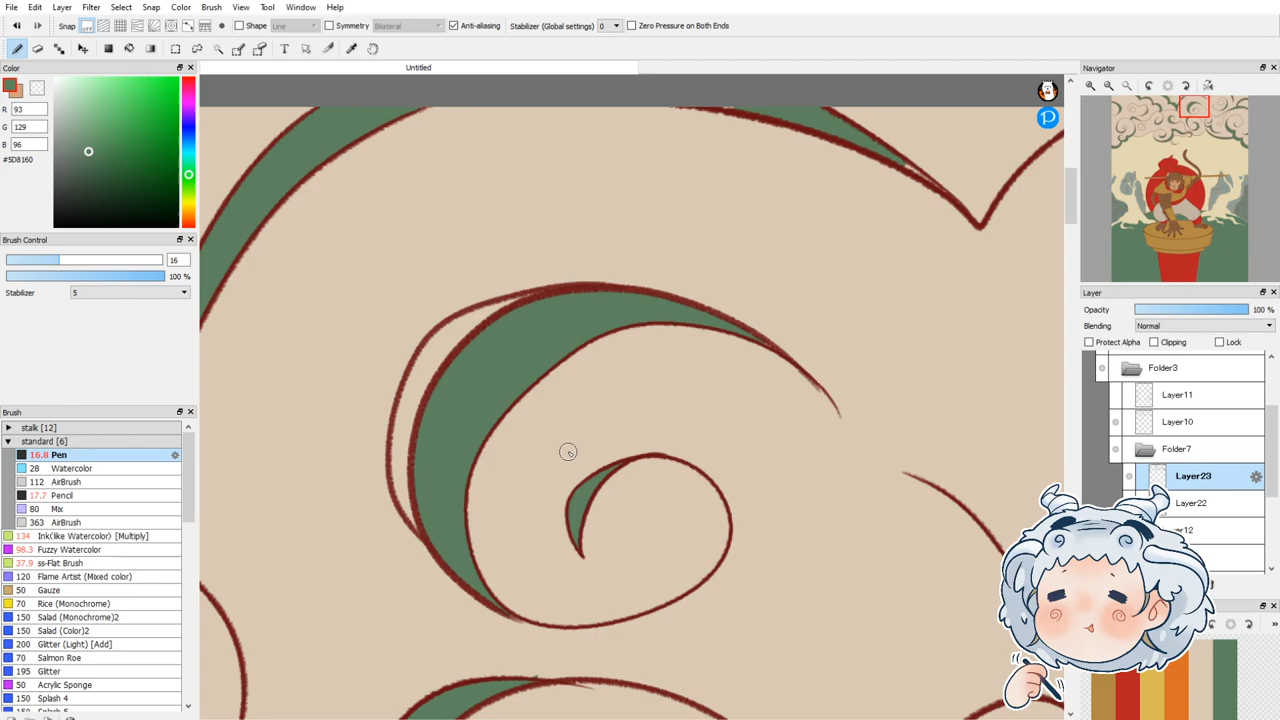 File Edit Layer Filter Select Snap Color Brush View Tool Window Help
Snap off Shape Line Symmetry Bilateral Anti-aliasing Stabilizer (Global settings) 0 Zero Pressure on Both Ends
Color
R 93
G 129
B 96
#5D8160
Brush Control
16
100 %
Stabilizer 5
Brush
stalk [12]
standard [6]
16.8 Pen
28 Watercolor
112 AirBrush
17.7 Pencil
80 Mix
363 AirBrush
134 Ink(like Watercolor) [Multiply]
98.3 Fuzzy Watercolor
37.9 ss-Flat Brush
120 Flame Artist (Mixed color)
50 Gauze
70 Rice (Monochrome)
150 Salad (Monochrome)2
150 Salad (Color)2
200 Glitter (Light) [Add]
70 Salmon Roe
195 Glitter
50 Acrylic Sponge
150 Splash 4
Untitled
P
Navigator
Layer
Opacity 100 %
Blending Normal
Protect Alpha Clipping Lock
Folder3
Layer11
Layer10
Folder7
Layer23
Layer22